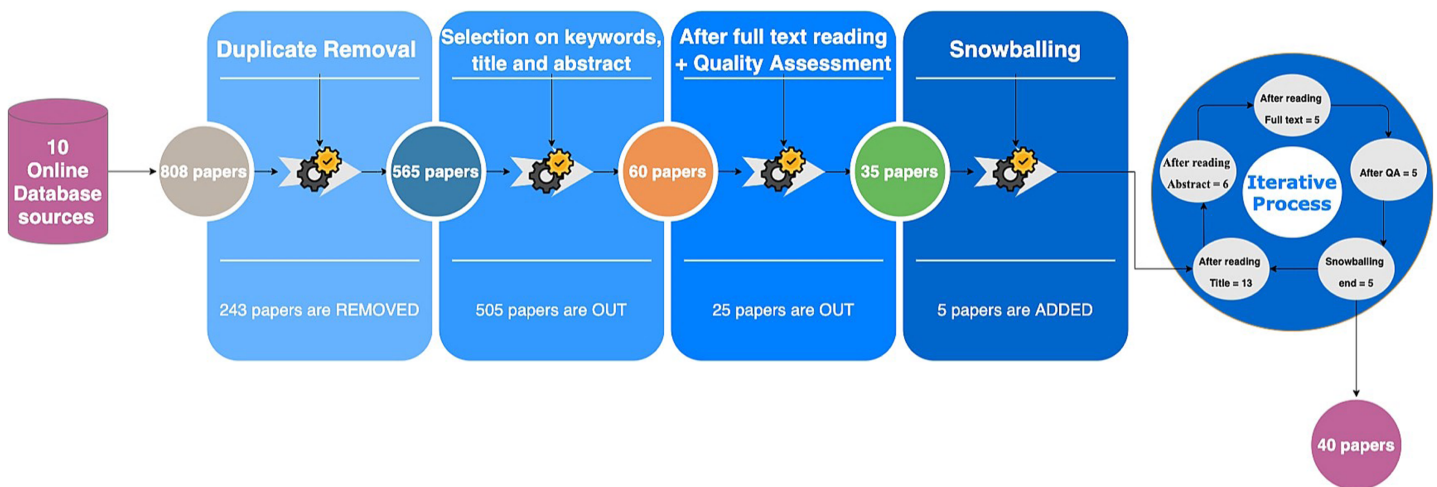 10
Online
Database
sources
808 papers
Duplicate Removal
243 papers are REMOVED
565 papers
Selection on keywords,
title and abstract
505 papers are OUT
60 papers
After full text reading
+ Quality Assessment
25 papers are OUT
35 papers
Snowballing
5 papers are ADDED
Iterative
Process
After reading
Title = 13
After reading
Abstract = 6
After reading
Full text = 5
After QA = 5
Snowballing
end = 5
40 papers